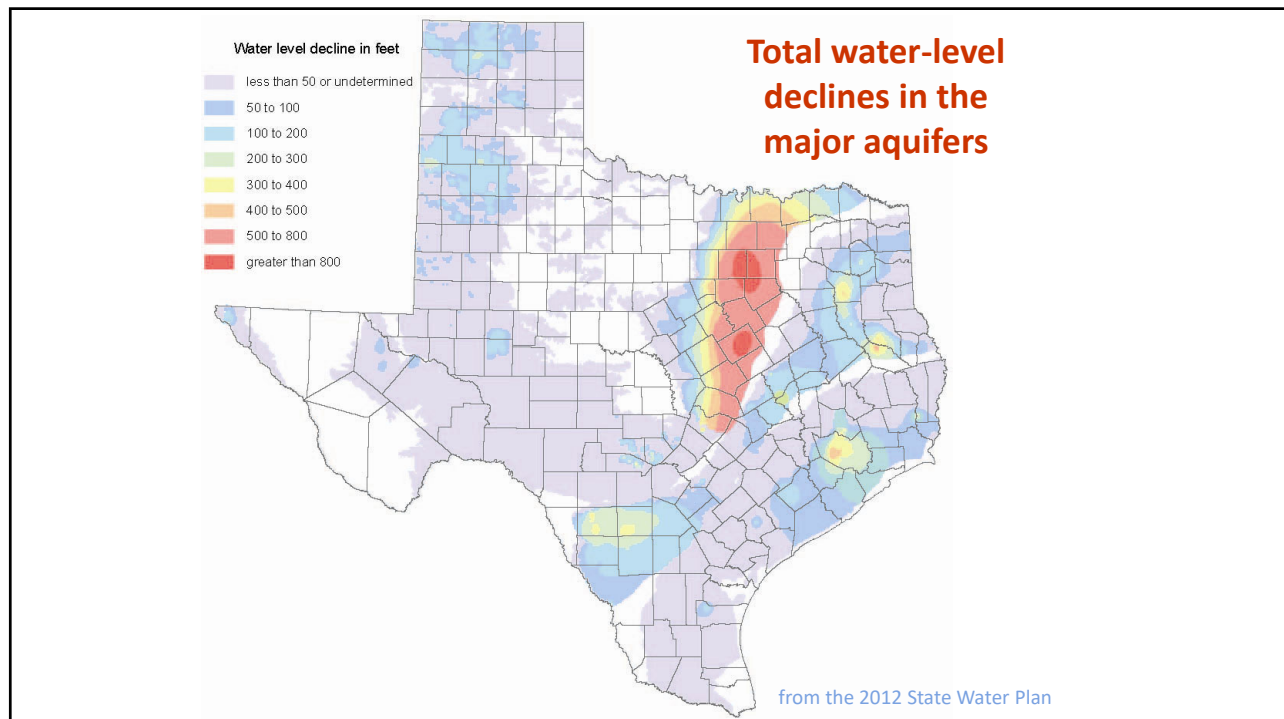 Total water-level
declines in the
major aquifers
Water level decline in feet
less than 50 or undetermined
50 to 100
100 to 200
200 to 300
300 to 400
400 to 500
500 to 800
greater than 800
from the 2012 State Water Plan